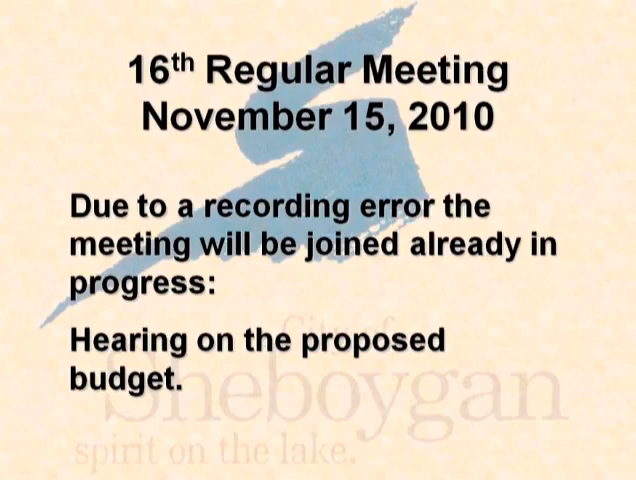 16th Regular Meeting
November 15, 2010
Due to a recording error the
meeting will be joined already in
progress:
Hearing on the proposed
budget.
City of
Sheboygan
spirit on the lake.